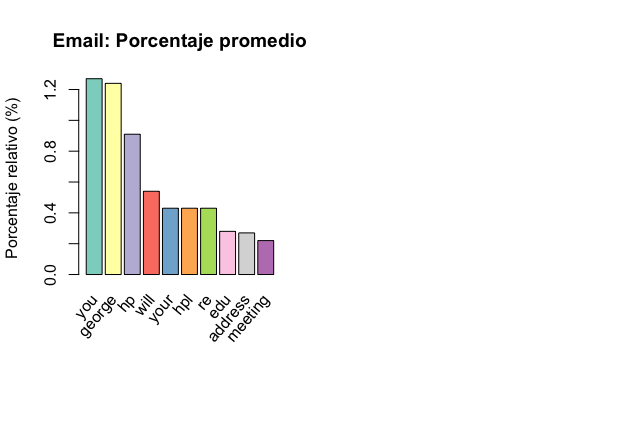 Email: Porcentaje promedio
Porcentaje relativo (%)
1.2
0.8
0.4
0.0
you
george
hp
will
your
hpl
re
edu
address
meeting